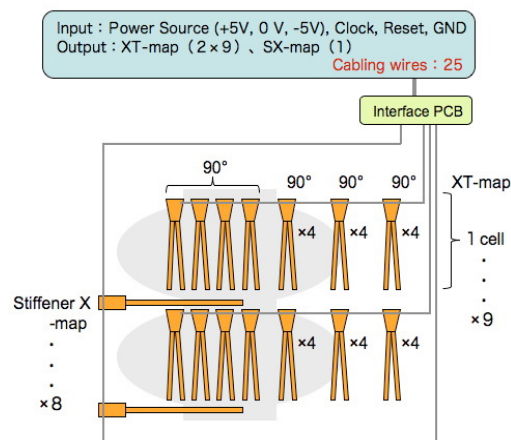 Input：Power Source (+5V, 0 V, -5V), Clock, Reset, GND
Output：XT-map（2×9）、SX-map（1）
Cabling wires：25
Interface PCB
90° 90° 90° 90° XT-map
×4 ×4 ×4
1 cell
・
・
・
×9
Stiffener X
-map
・
・
・
×8
×4 ×4 ×4